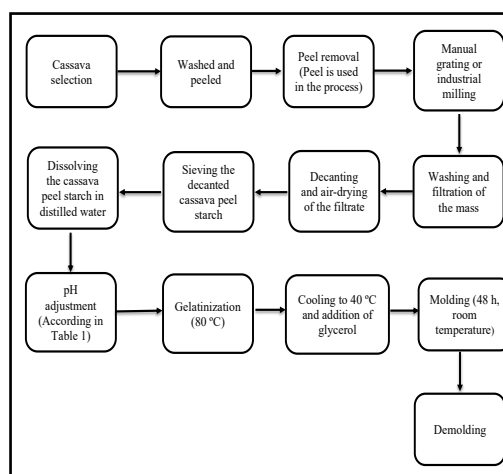 Cassava
selection
Washed and
peeled
Peel removal
(Peel is used
in the process)
Manual
grating or
industrial
milling
Washing and
filtration of
the mass
Decanting
and air-drying
of the filtrate
Sieving the
decanted
cassava peel
starch
Dissolving
the cassava
peel starch in
distilled water
pH
adjustment
(According in
Table 1)
Gelatinization
(80 ºC)
Cooling to 40 ºC
and addition of
glycerol
Molding (48 h,
room
temperature)
Demolding